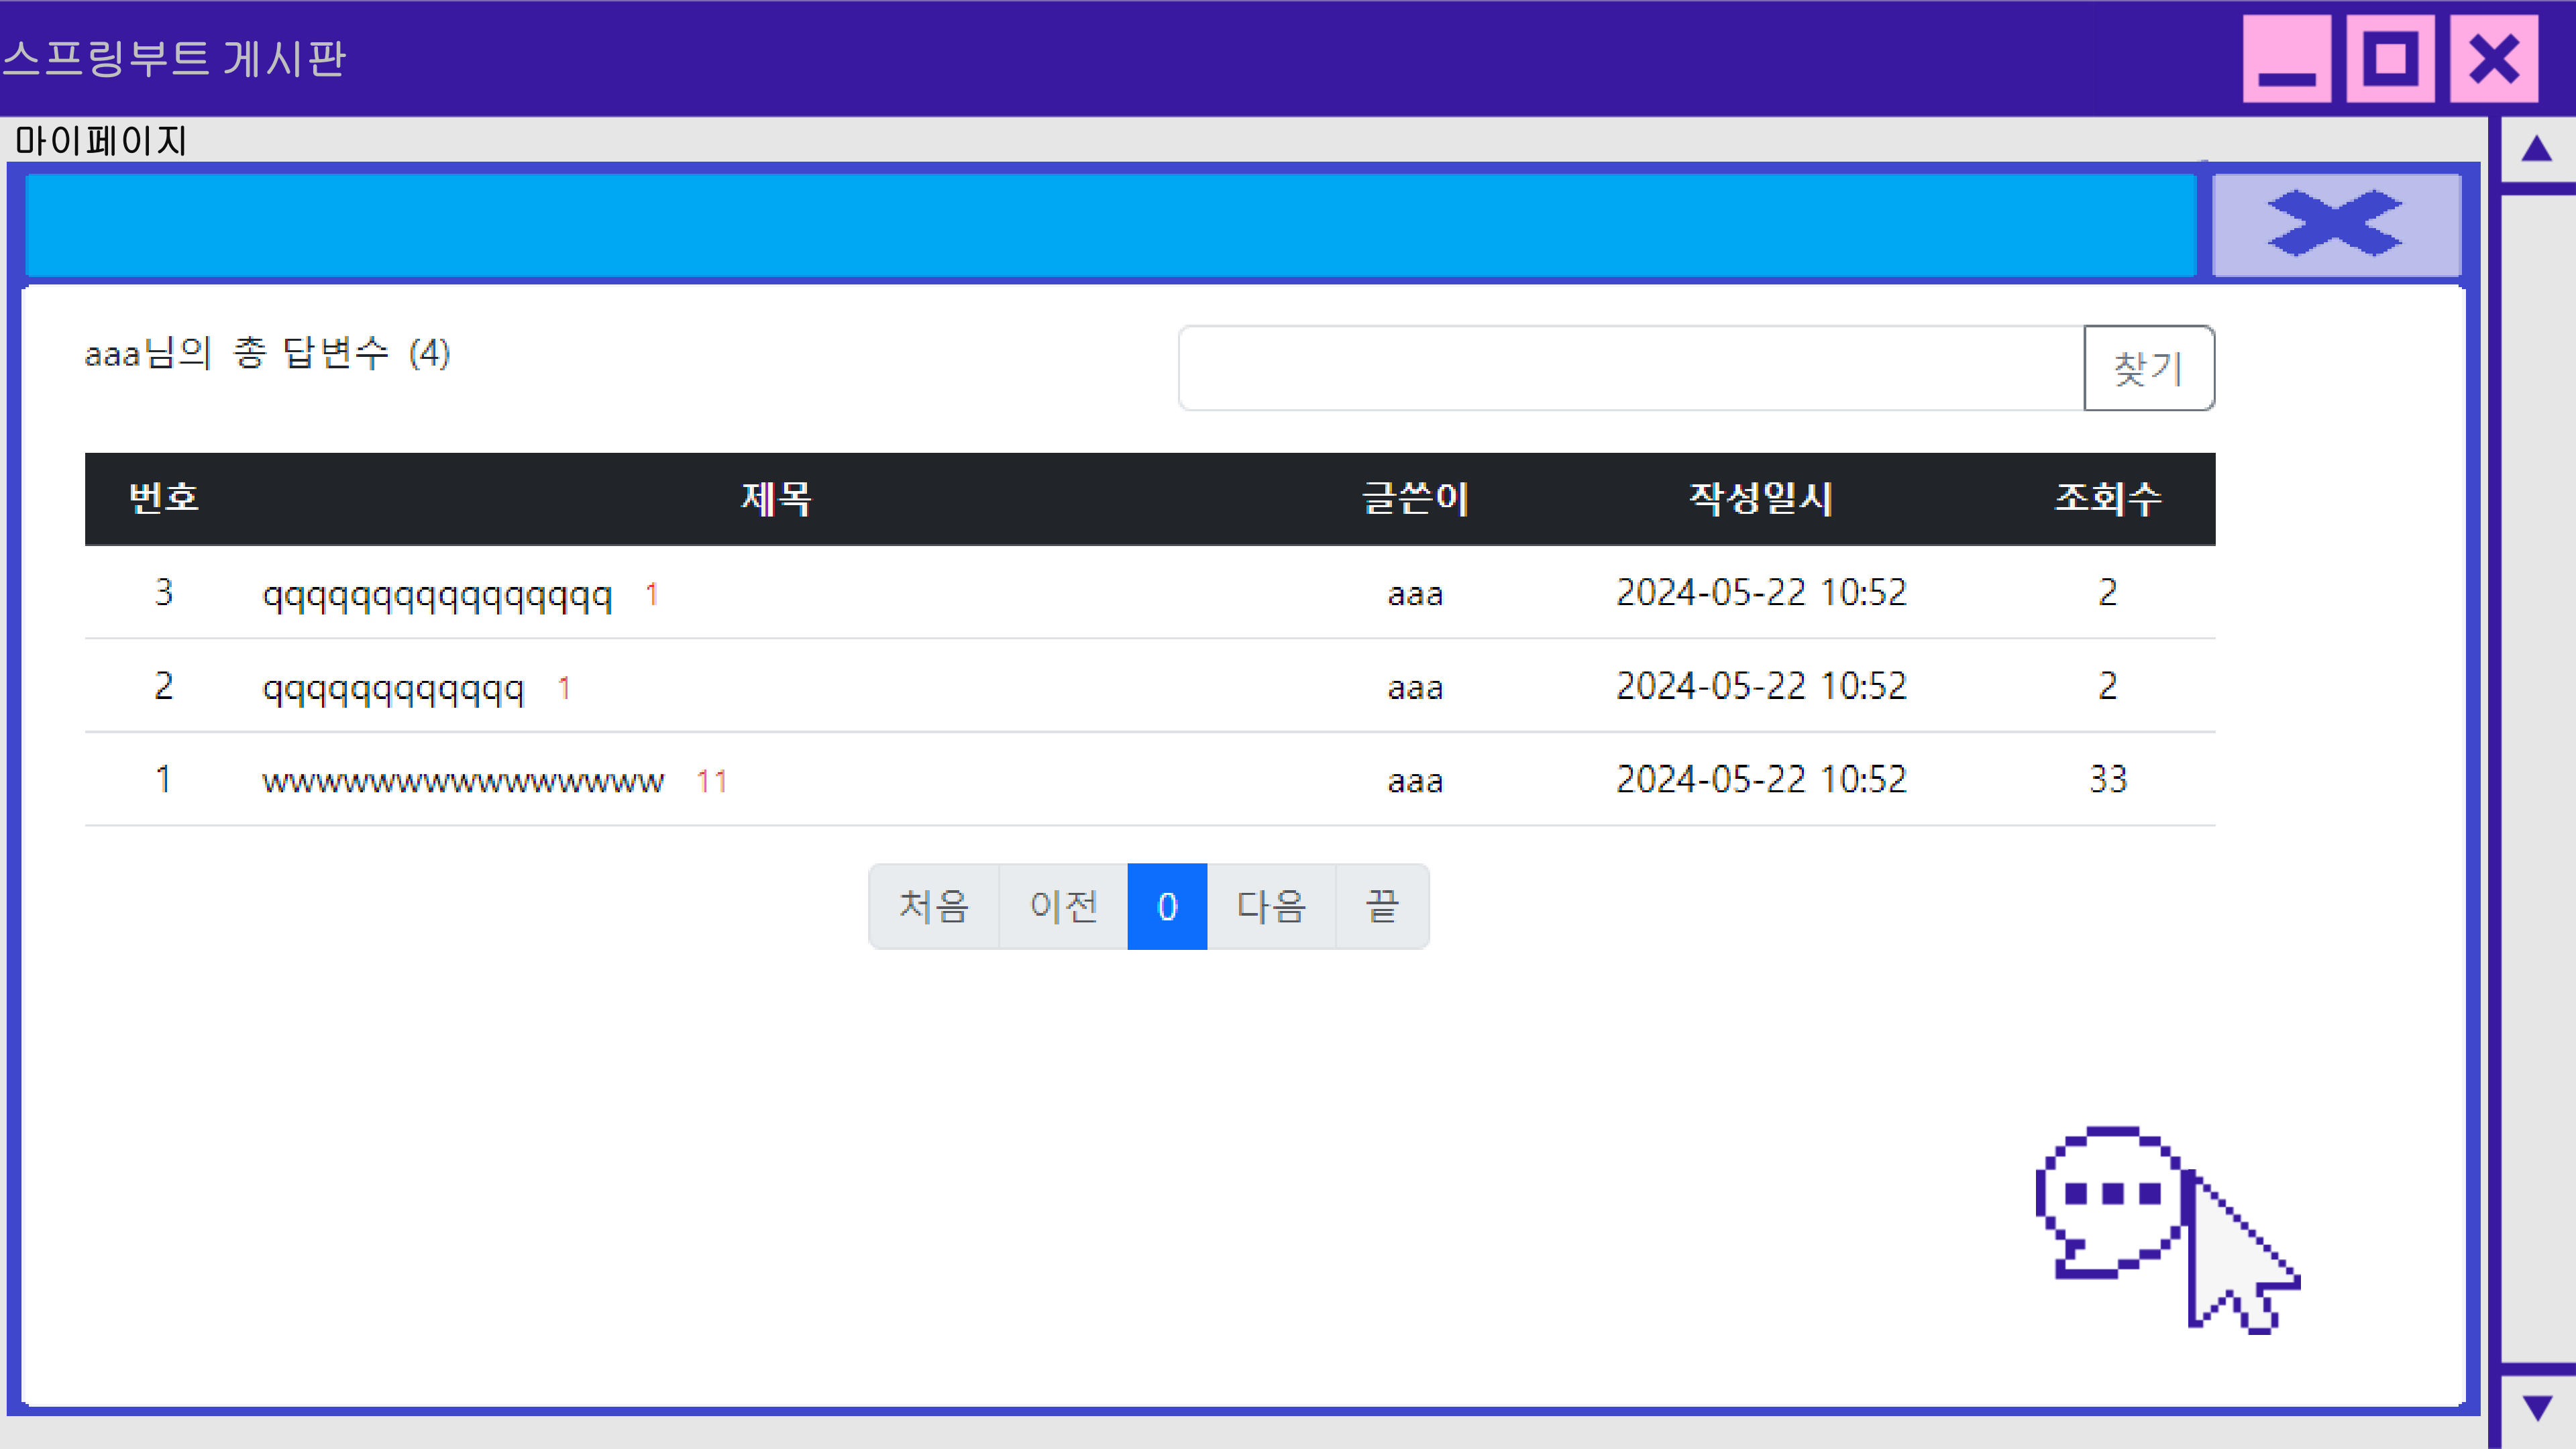 스프링부트 게시판
마이페이지
aaa님의 총 답변수 (4)
찾기
번호 제목 글쓴이 작성일시 조회수
3 qqqqqqqqqqqqqqqq 1 aaa 2024-05-22 10:52 2
2 qqqqqqqqqqqq 1 aaa 2024-05-22 10:52 2
1 wwwwwwwwwwwwwww 11 aaa 2024-05-22 10:52 33
처음 이전 0 다음 끝